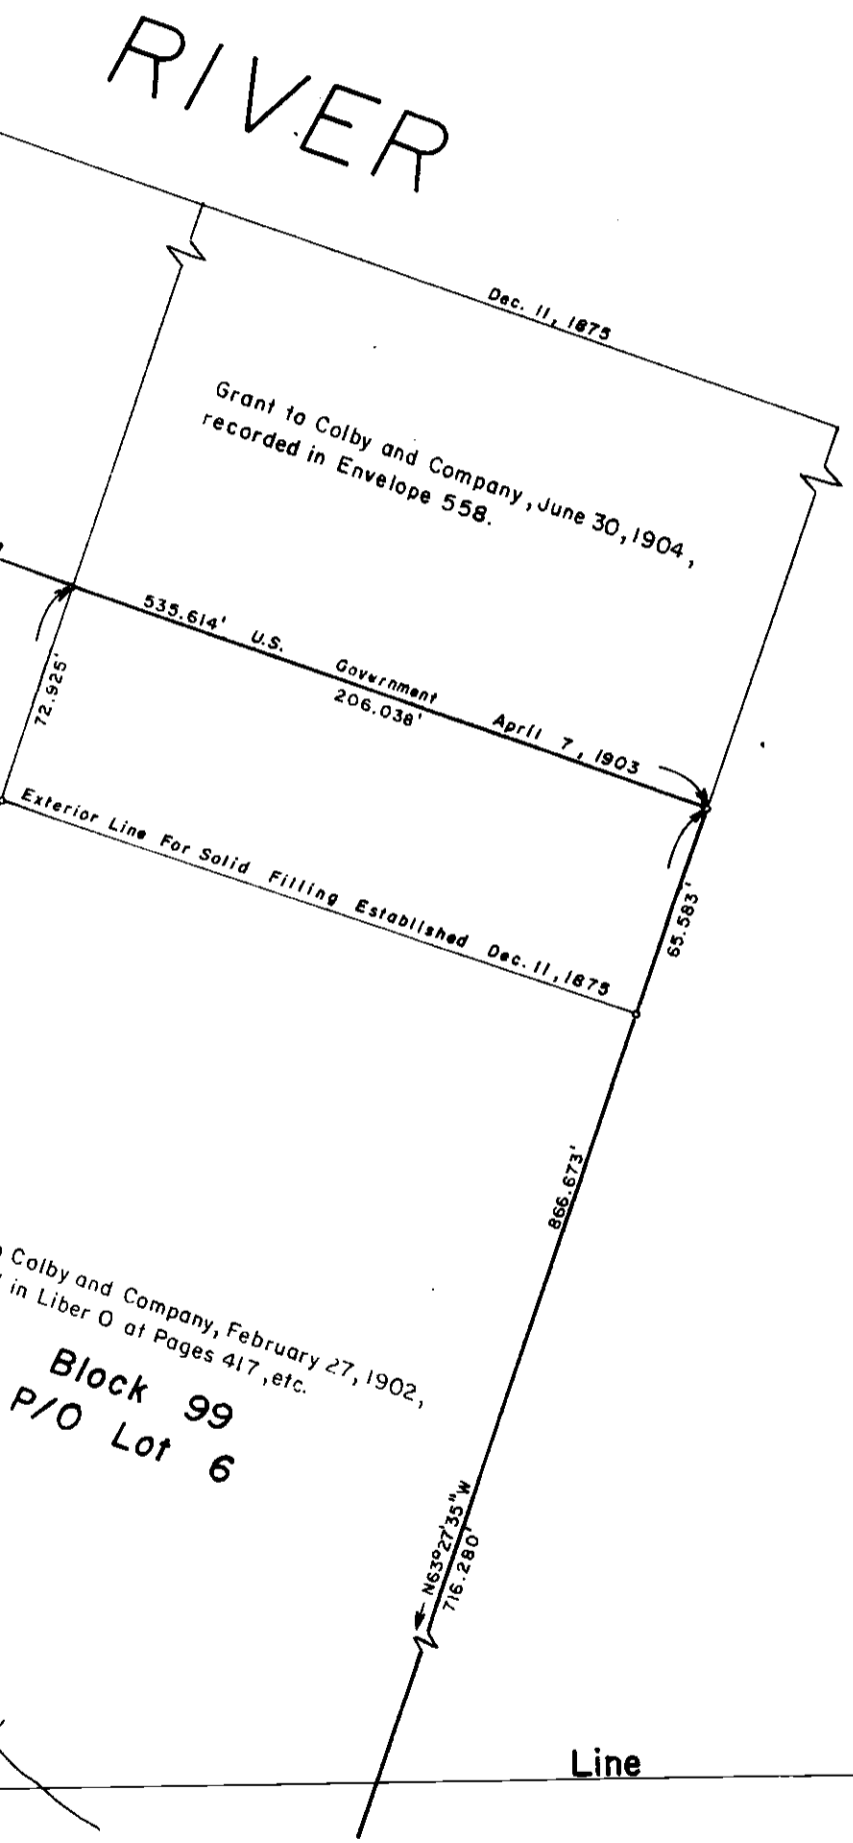 RIVER
Dec. 11, 1875
Grant to Colby and Company, June 30, 1904,
recorded in Envelope 558.
535.614' U.S. Government April 7, 1903
206.038'
72.925'
Exterior Line For Solid Filling Established Dec. 11, 1875
65.583'
866.673'
Colby and Company, February 27, 1902,
in Liber O at Pages 417, etc.
Block 99
P/O Lot 6
N63°27'35"W
716.280'
Line